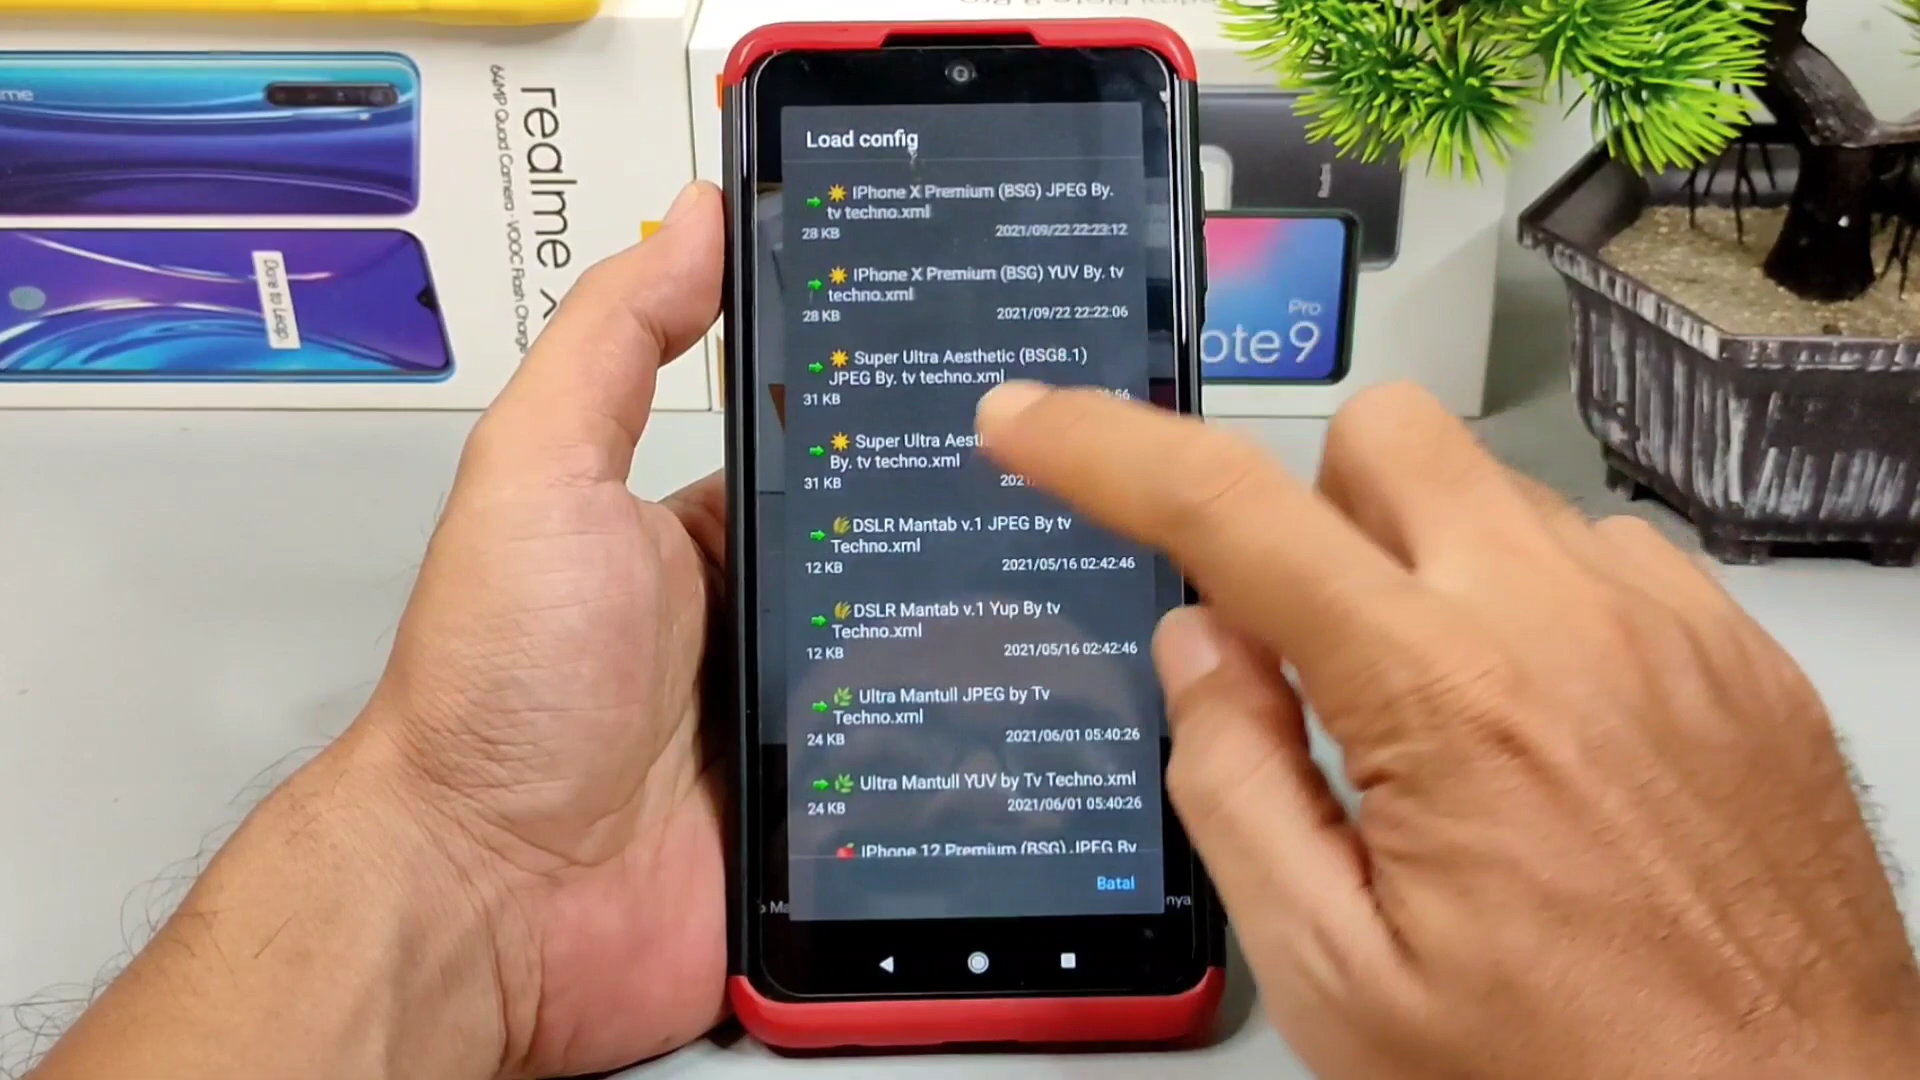 realme X
64MP Quad Camera · VOOC Flash Charge
Dare to Leap
Redmi
Pro
ote 9
Load config
IPhone X Premium (BSG) JPEG By.
tv techno.xml
28 KB 2021/09/22 22:23:12
IPhone X Premium (BSG) YUV By. tv
techno.xml
28 KB 2021/09/22 22:22:06
Super Ultra Aesthetic (BSG8.1)
JPEG By. tv techno.xml
31 KB
Super Ultra Aest
By. tv techno.xml
31 KB 202
DSLR Mantab v.1 JPEG By tv
Techno.xml
12 KB 2021/05/16 02:42:46
DSLR Mantab v.1 Yup By tv
Techno.xml
12 KB 2021/05/16 02:42:46
Ultra Mantull JPEG by Tv
Techno.xml
24 KB 2021/06/01 05:40:26
Ultra Mantull YUV by Tv Techno.xml
24 KB 2021/06/01 05:40:26
IPhone 12 Premium (BSG) JPEG By
Batal
nya